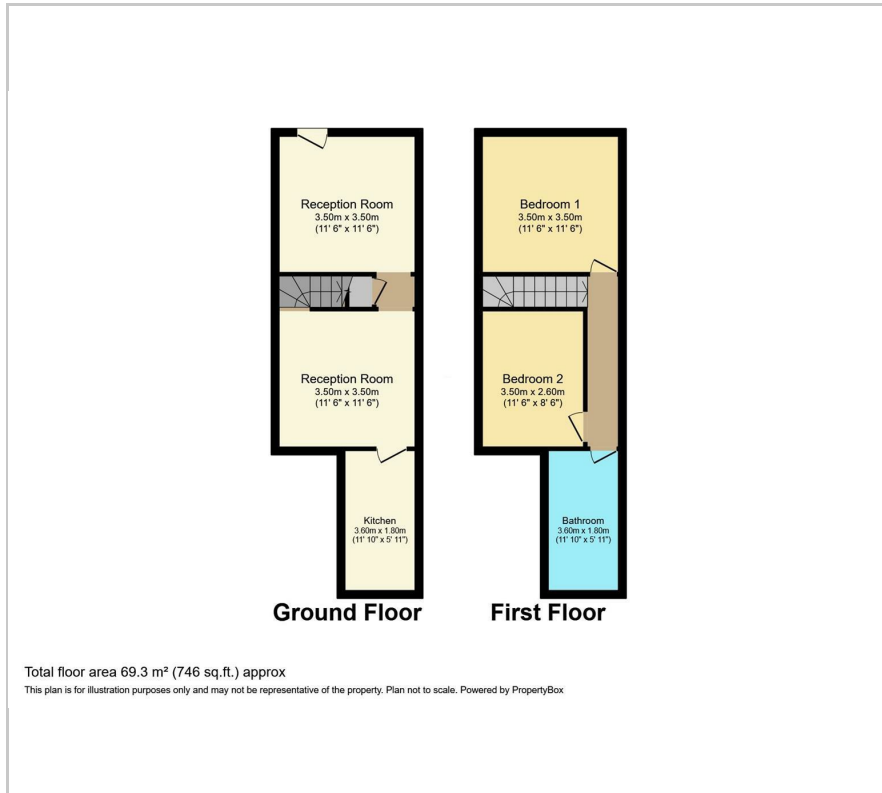 Reception Room
3.50m x 3.50m
(11' 6" x 11' 6")
Reception Room
3.50m x 3.50m
(11' 6" x 11' 6")
Kitchen
3.60m x 1.80m
(11' 10" x 5' 11")
Ground Floor
Bedroom 1
3.50m x 3.50m
(11' 6" x 11' 6")
Bedroom 2
3.50m x 2.60m
(11' 6" x 8' 6")
Bathroom
3.60m x 1.80m
(11' 10" x 5' 11")
First Floor
Total floor area 69.3 m² (746 sq.ft.) approx
This plan is for illustration purposes only and may not be representative of the property. Plan not to scale. Powered by PropertyBox